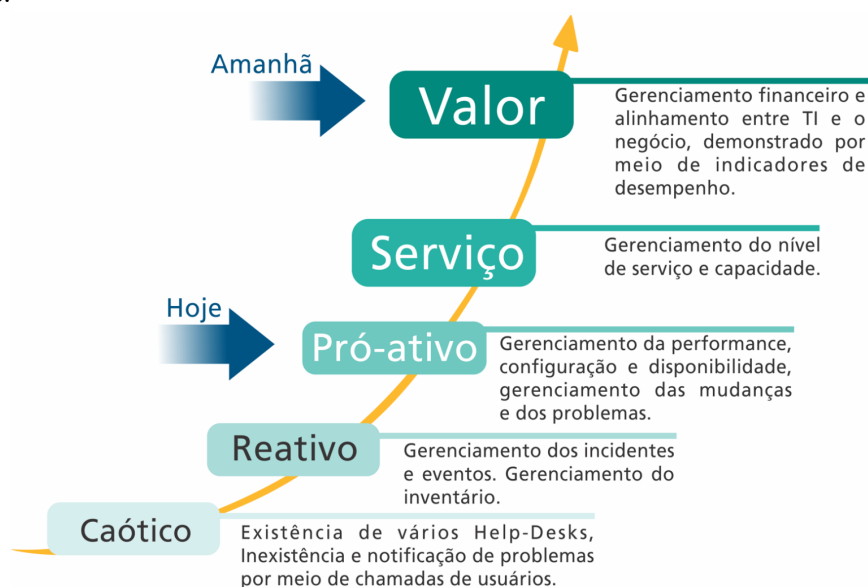 Amanhã
Valor
Gerenciamento financeiro e
alinhamento entre TI e o
negócio, demonstrado por
meio de indicadores de
desempenho.
Serviço
Gerenciamento do nível
de serviço e capacidade.
Hoje
Pró-ativo
Gerenciamento da performance,
configuração e disponibilidade,
gerenciamento das mudanças
e dos problemas.
Reativo
Gerenciamento dos incidentes
e eventos. Gerenciamento do
inventário.
Caótico
Existência de vários Help-Desks,
Inexistência e notificação de problemas
por meio de chamadas de usuários.